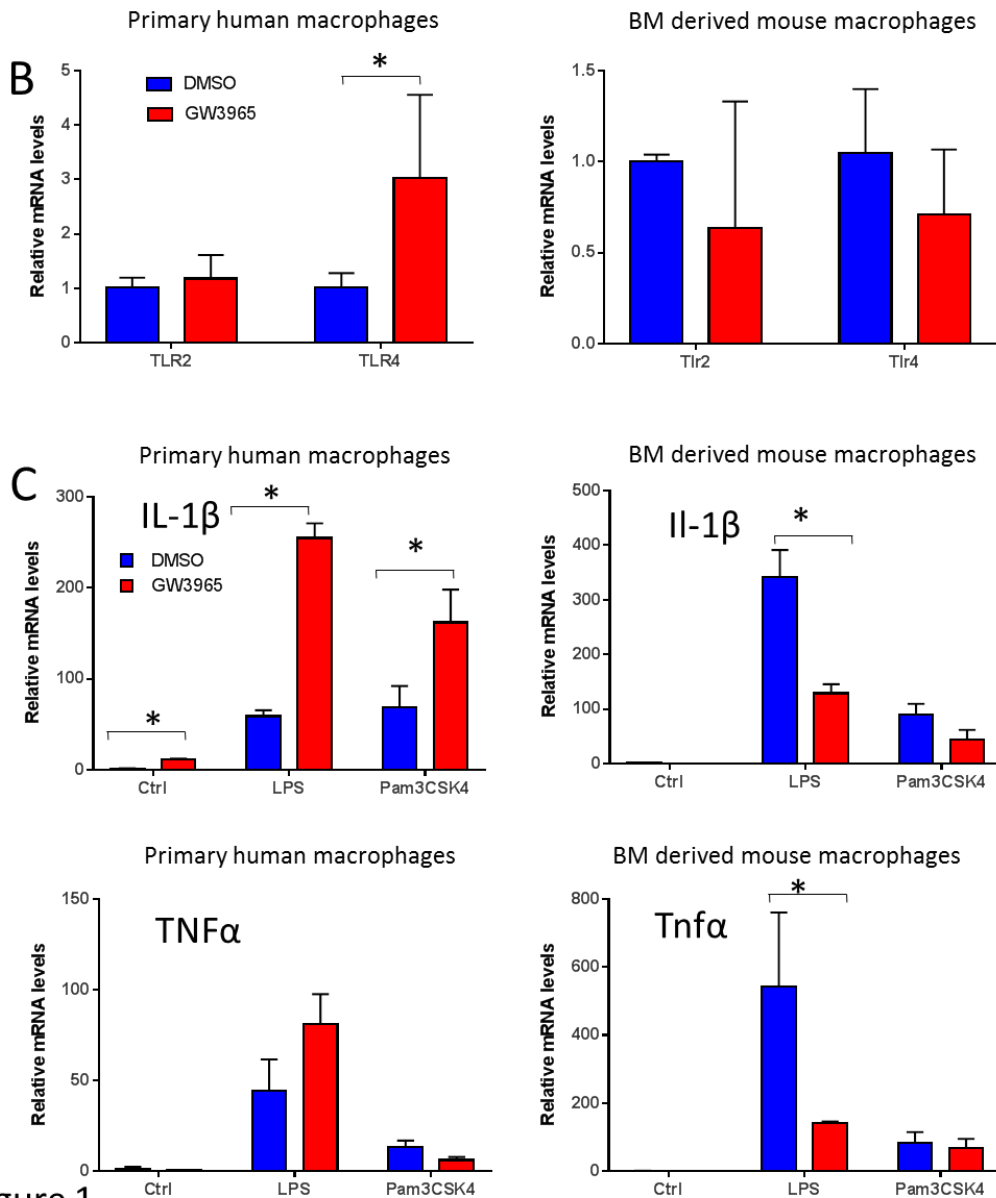 Primary human macrophages
BM derived mouse macrophages
B
5
4
3
2
1
0
Relative mRNA levels
DMSO
GW3965
*
TLR2
TLR4
1.5
1.0
0.5
0.0
Relative mRNA levels
Tlr2
Tlr4
C
Primary human macrophages
BM derived mouse macrophages
300
200
100
0
Relative mRNA levels
IL-1β
DMSO
GW3965
*
*
*
Ctrl
LPS
Pam3CSK4
500
400
300
200
100
0
Relative mRNA levels
Il-1β
*
Ctrl
LPS
Pam3CSK4
Primary human macrophages
BM derived mouse macrophages
150
100
50
0
Relative mRNA levels
TNFα
Ctrl
LPS
Pam3CSK4
800
600
400
200
0
Relative mRNA levels
Tnfα
*
Ctrl
LPS
Pam3CSK4